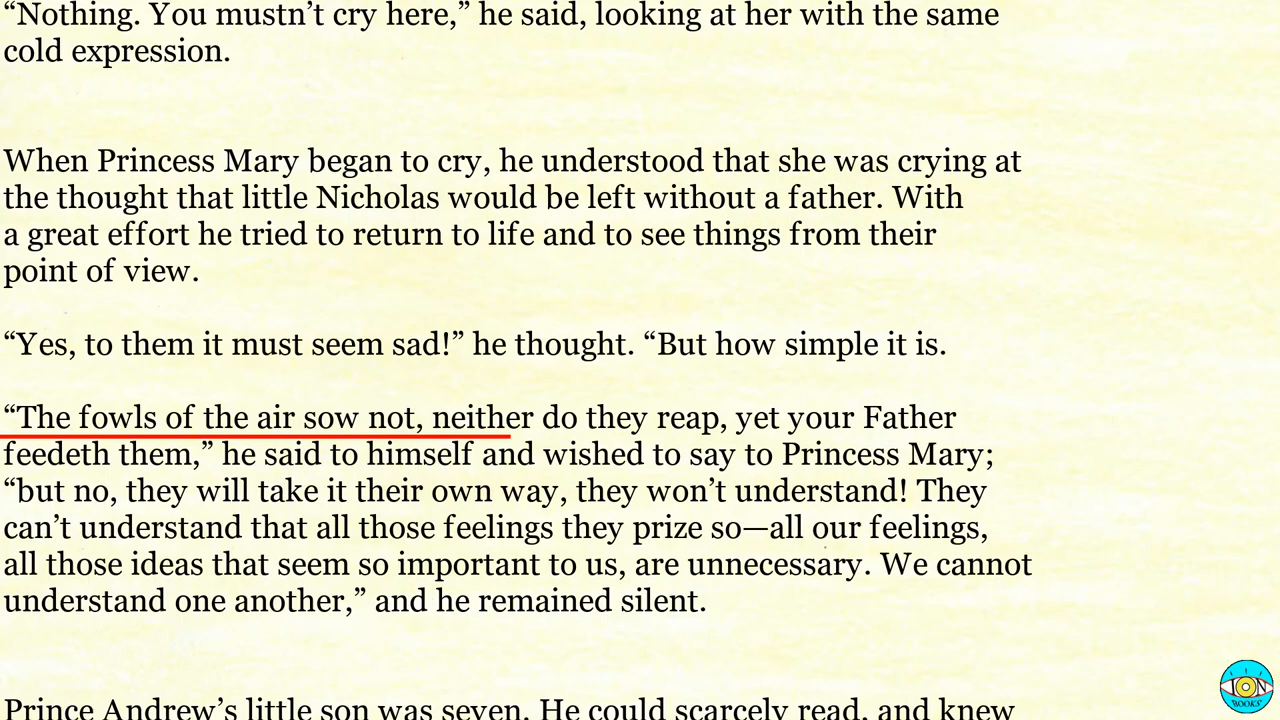 “Nothing. You mustn’t cry here,” he said, looking at her with the same
cold expression.
When Princess Mary began to cry, he understood that she was crying at
the thought that little Nicholas would be left without a father. With
a great effort he tried to return to life and to see things from their
point of view.
“Yes, to them it must seem sad!” he thought. “But how simple it is.
“The fowls of the air sow not, neither do they reap, yet your Father
feedeth them,” he said to himself and wished to say to Princess Mary;
“but no, they will take it their own way, they won’t understand! They
can’t understand that all those feelings they prize so—all our feelings,
all those ideas that seem so important to us, are unnecessary. We cannot
understand one another,” and he remained silent.
Prince Andrew’s little son was seven. He could scarcely read, and knew
ION
BOOKS